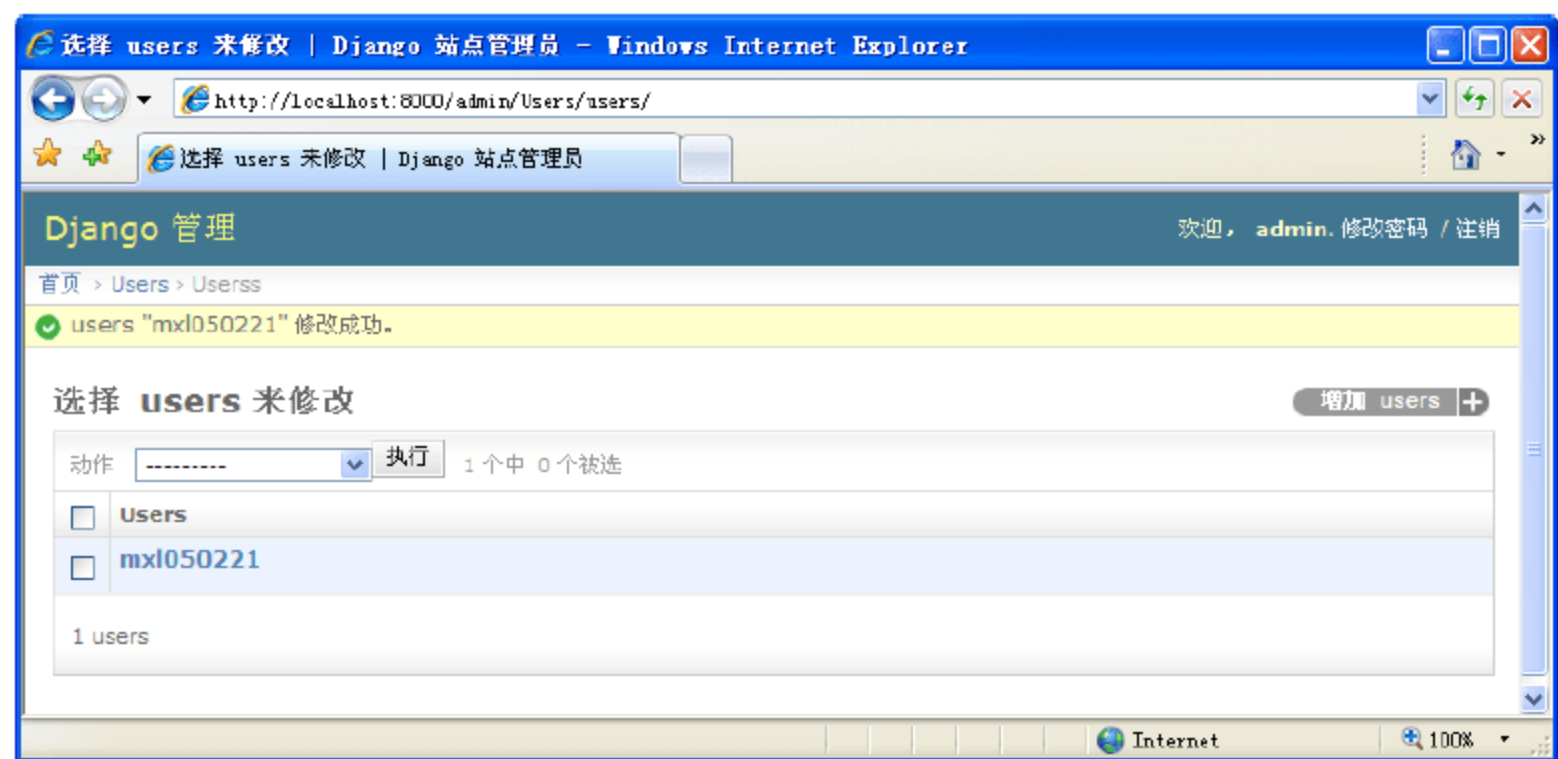 选择 users 来修改 | Django 站点管理员 - Windows Internet Explorer
http://localhost:8000/admin/Users/users/
选择 users 来修改 | Django 站点管理员
Django 管理
欢迎， admin. 修改密码 / 注销
首页 > Users > Userss
users "mxl050221" 修改成功。
选择 users 来修改
增加 users
动作 --------- 执行 1 个中 0 个被选
Users
mxl050221
1 users
Internet
100%